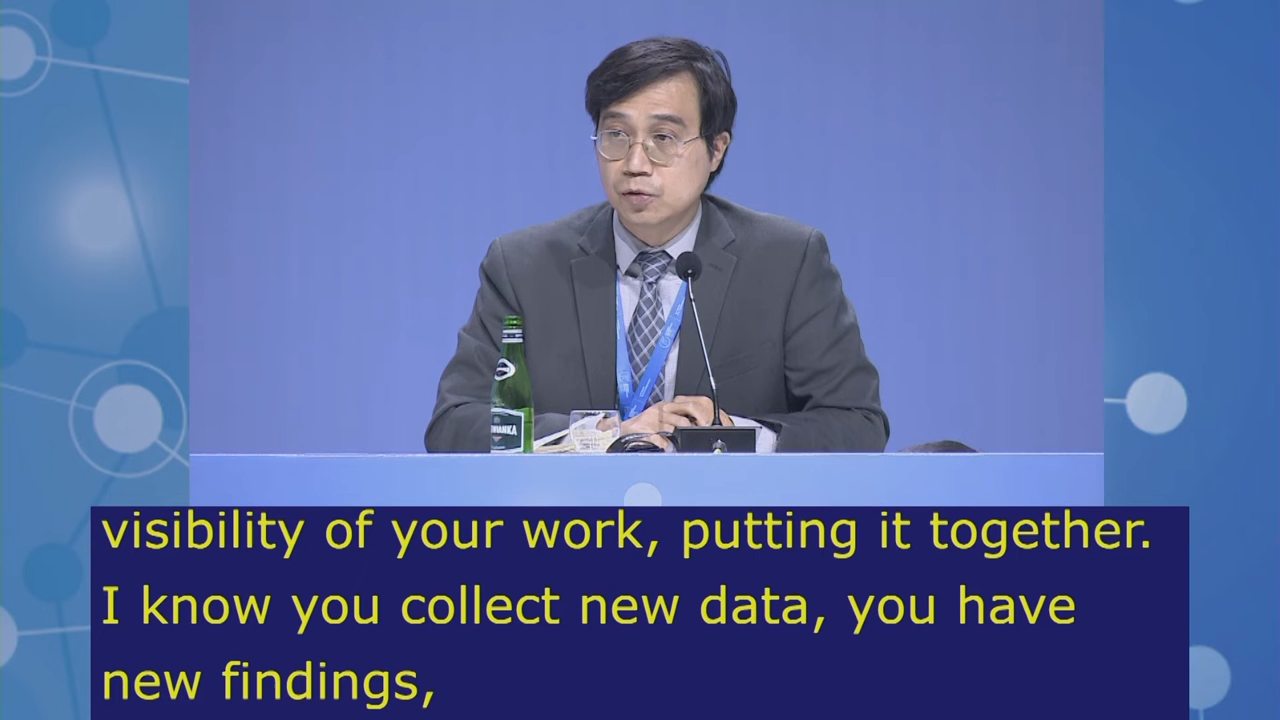 visibility of your work, putting it together.
I know you collect new data, you have
new findings,